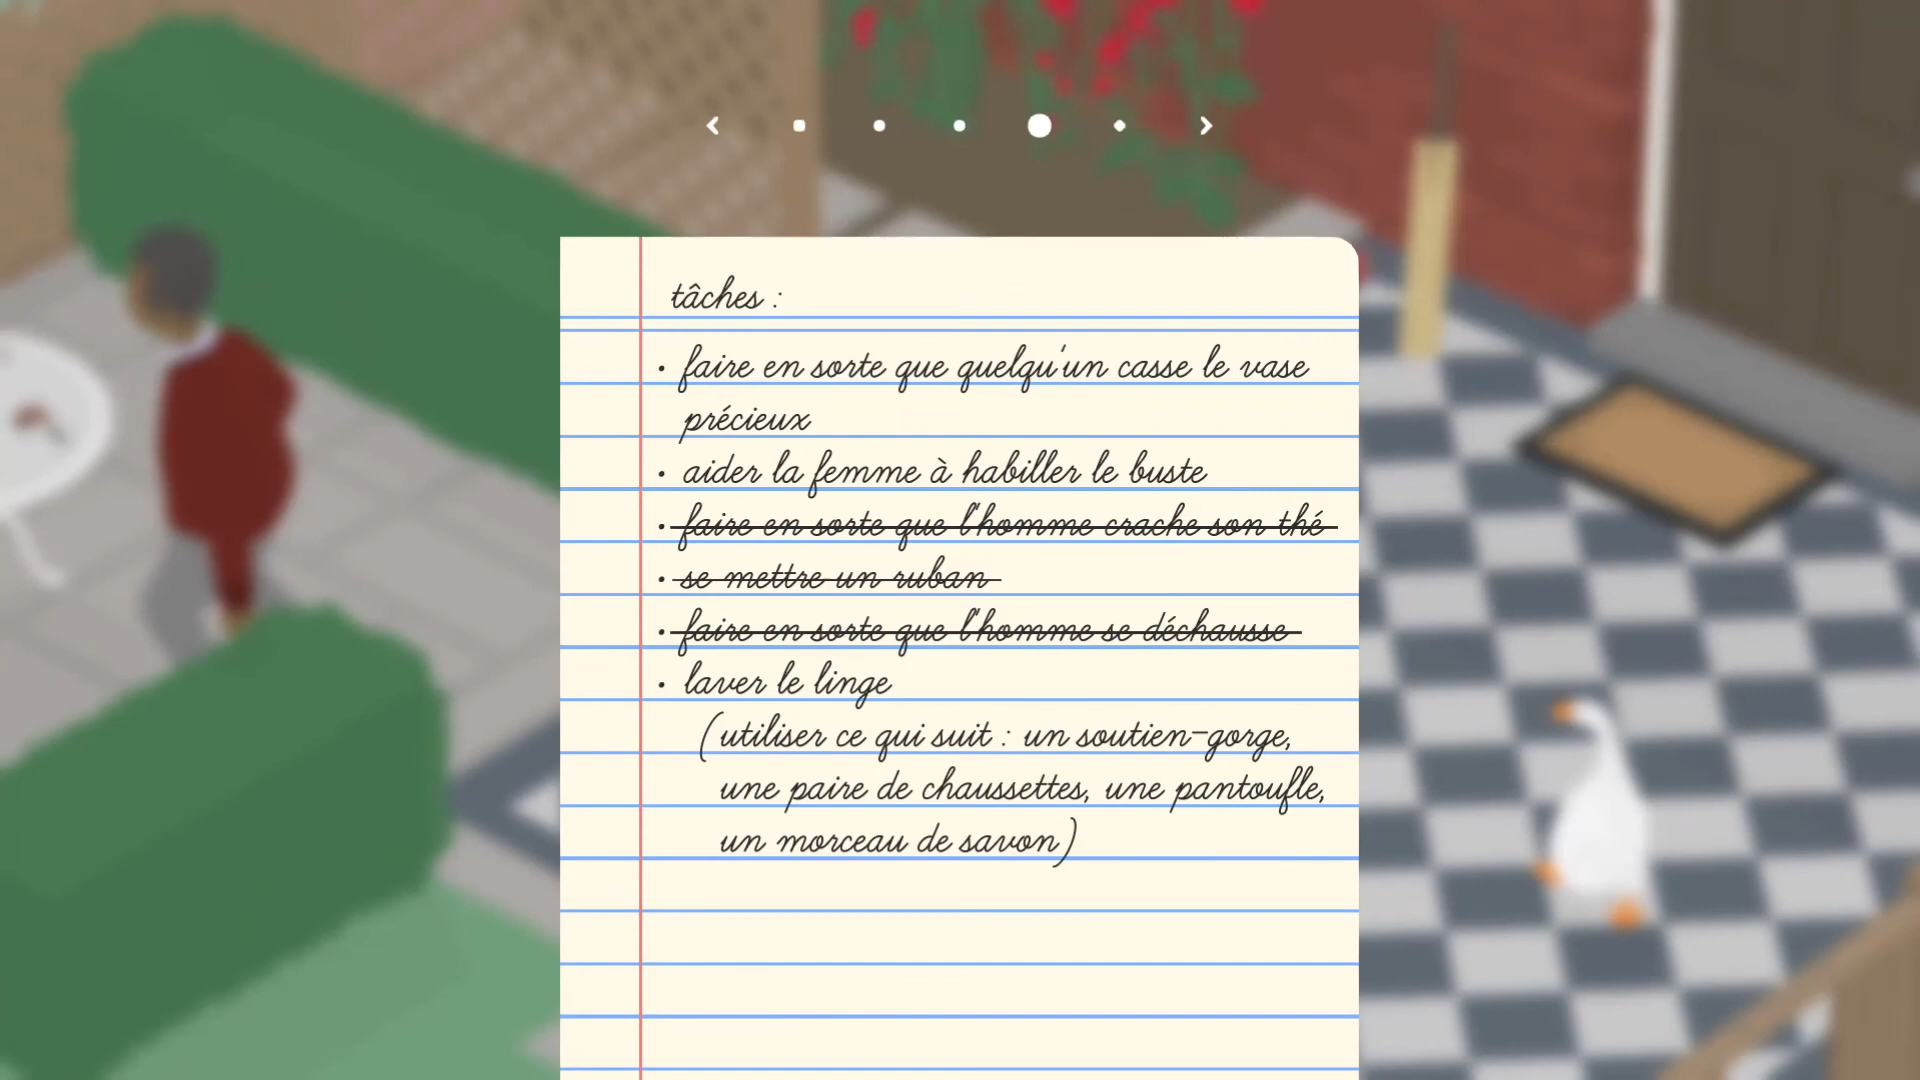 tâches :
• faire en sorte que quelqu'un casse le vase
précieux
• aider la femme à habiller le buste
• faire en sorte que l'homme crache son thé
• se mettre un ruban
• faire en sorte que l'homme se déchausse
• laver le linge
(utiliser ce qui suit : un soutien-gorge,
une paire de chaussettes, une pantoufle,
un morceau de savon)